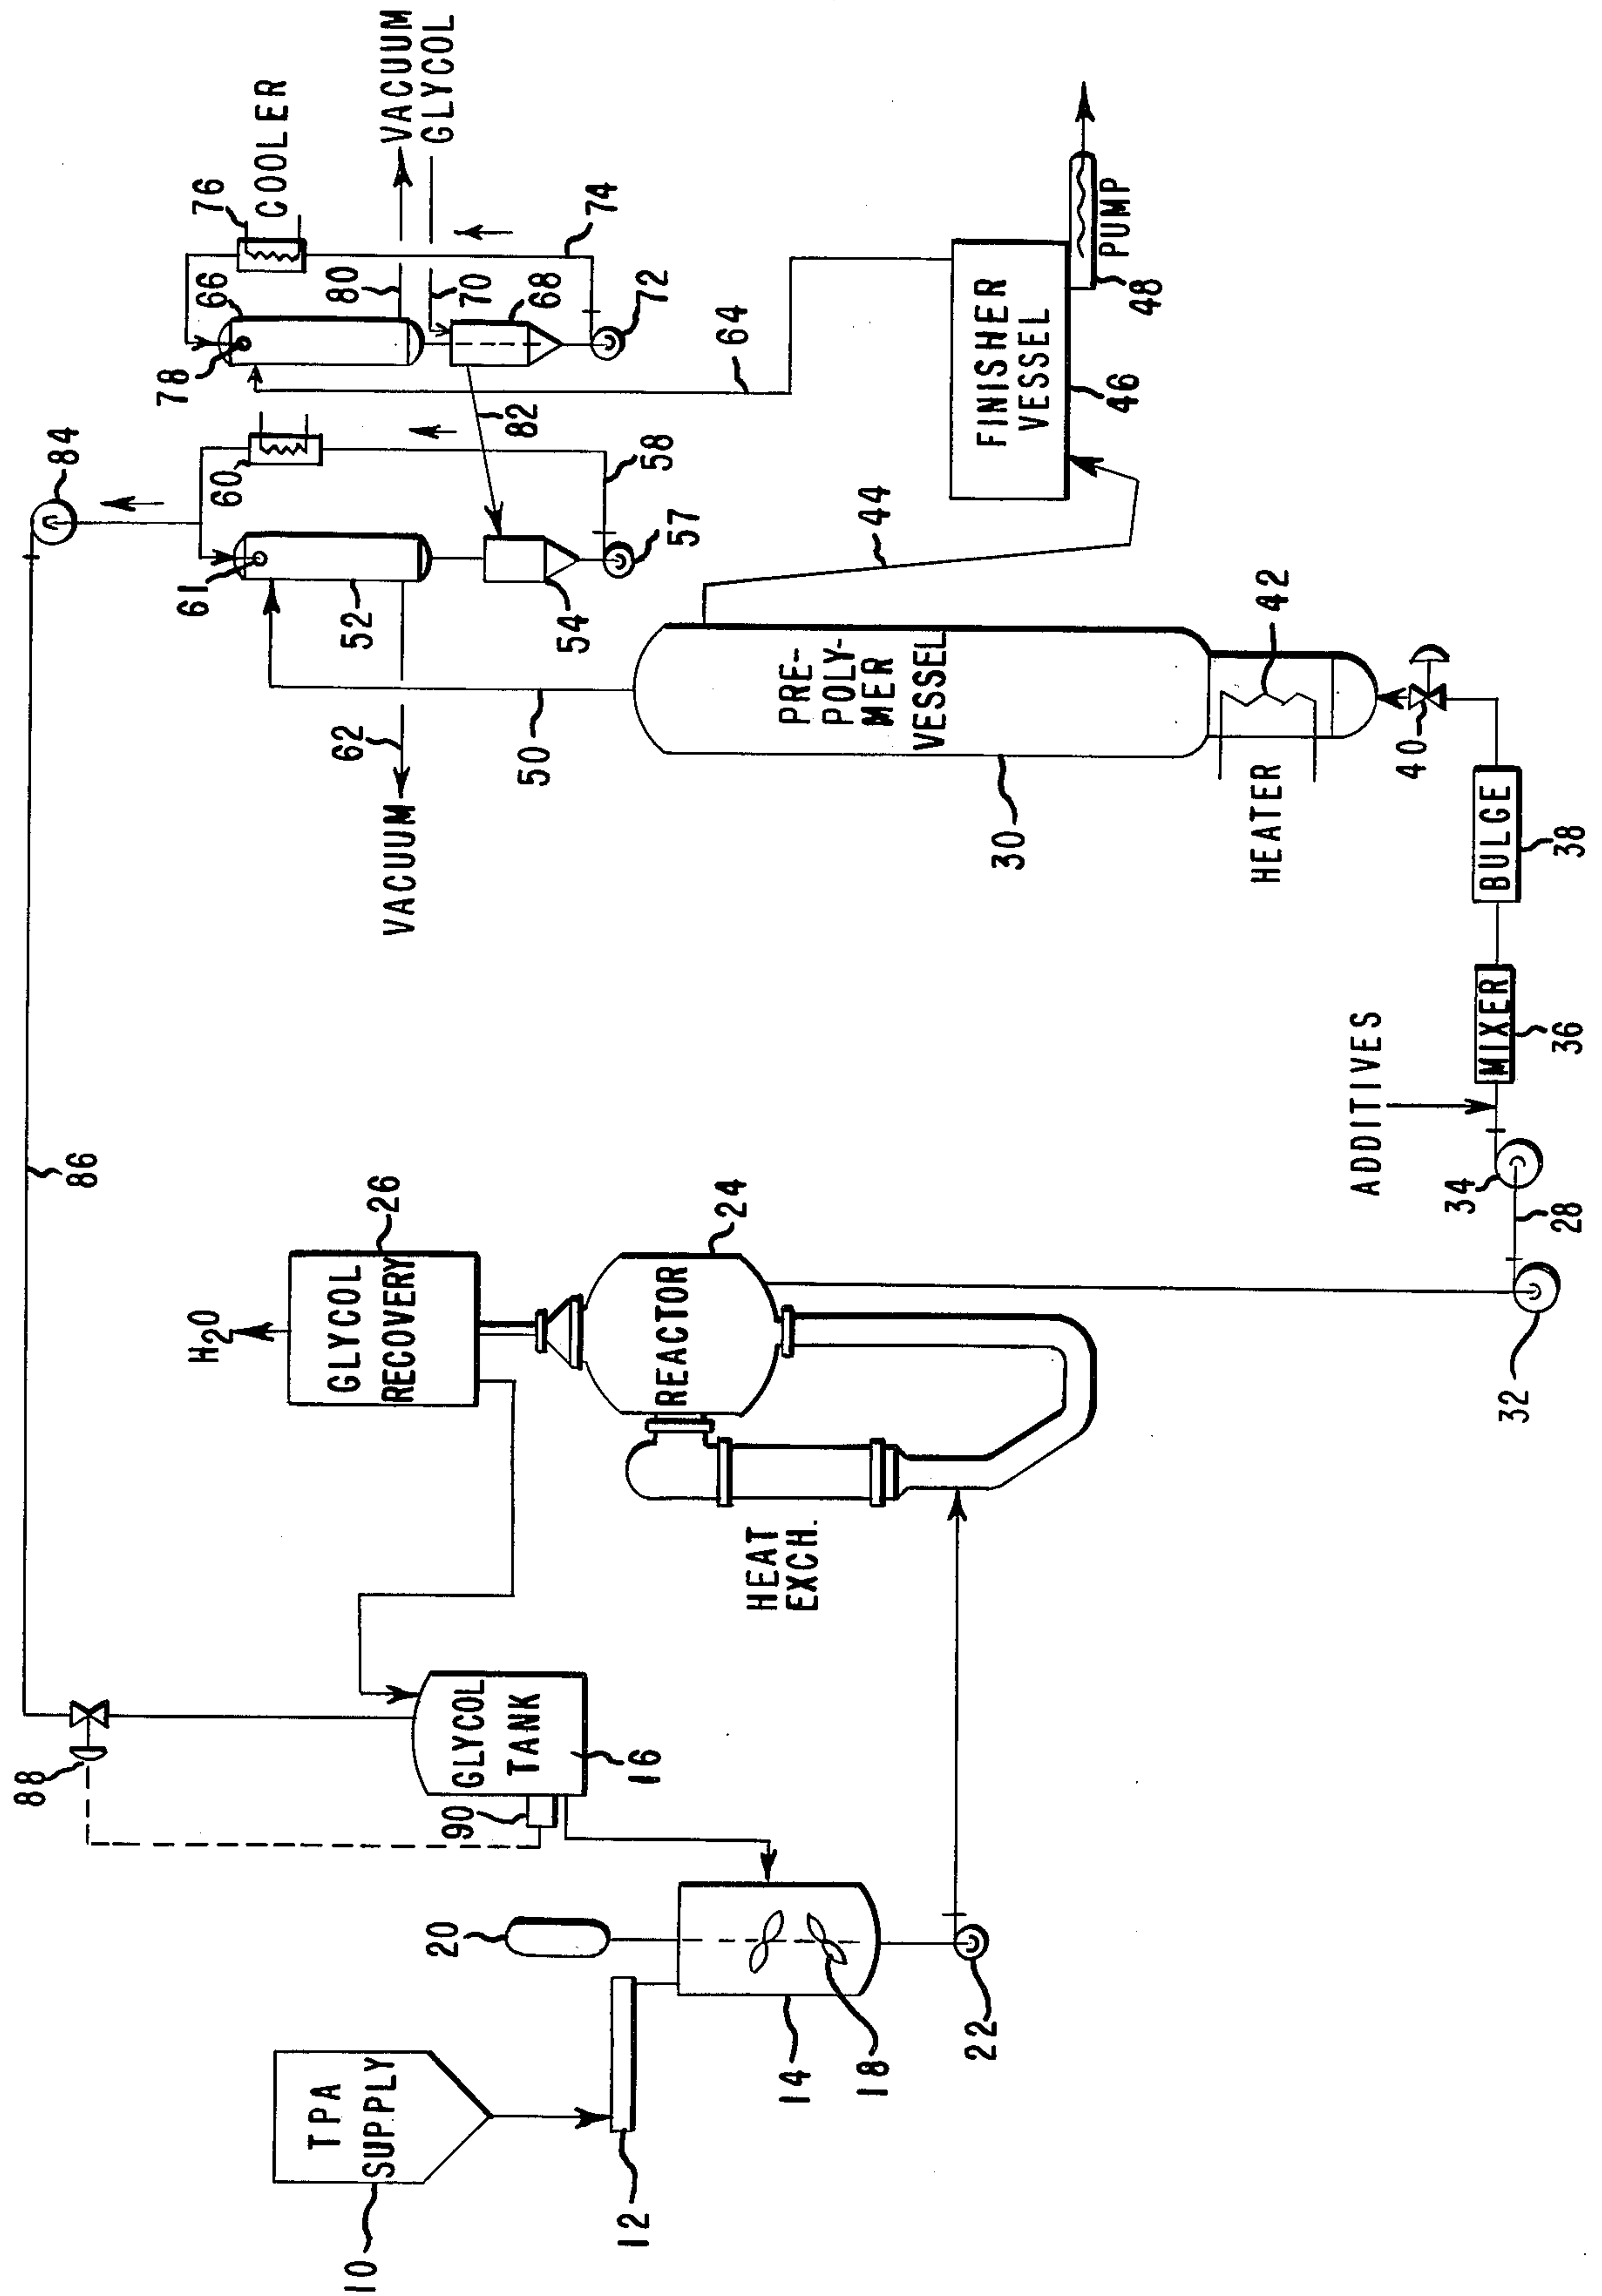 88
86
84
H2O
61
60
78
66
76
COOLER
10
TPA
SUPPLY
GLYCOL
RECOVERY
26
VACUUM
62
52
80
VACUUM
GLYCOL
70
20
90
GLYCOL
TANK
16
50
54
82
68
74
12
57
58
72
REACTOR
24
64
HEAT
EXCH.
14
18
PRE-
POLY-
MER
VESSEL
44
FINISHER
VESSEL
46
PUMP
48
22
30
HEATER
42
ADDITIVES
40
34
MIXER
BULGE
32
28
36
38